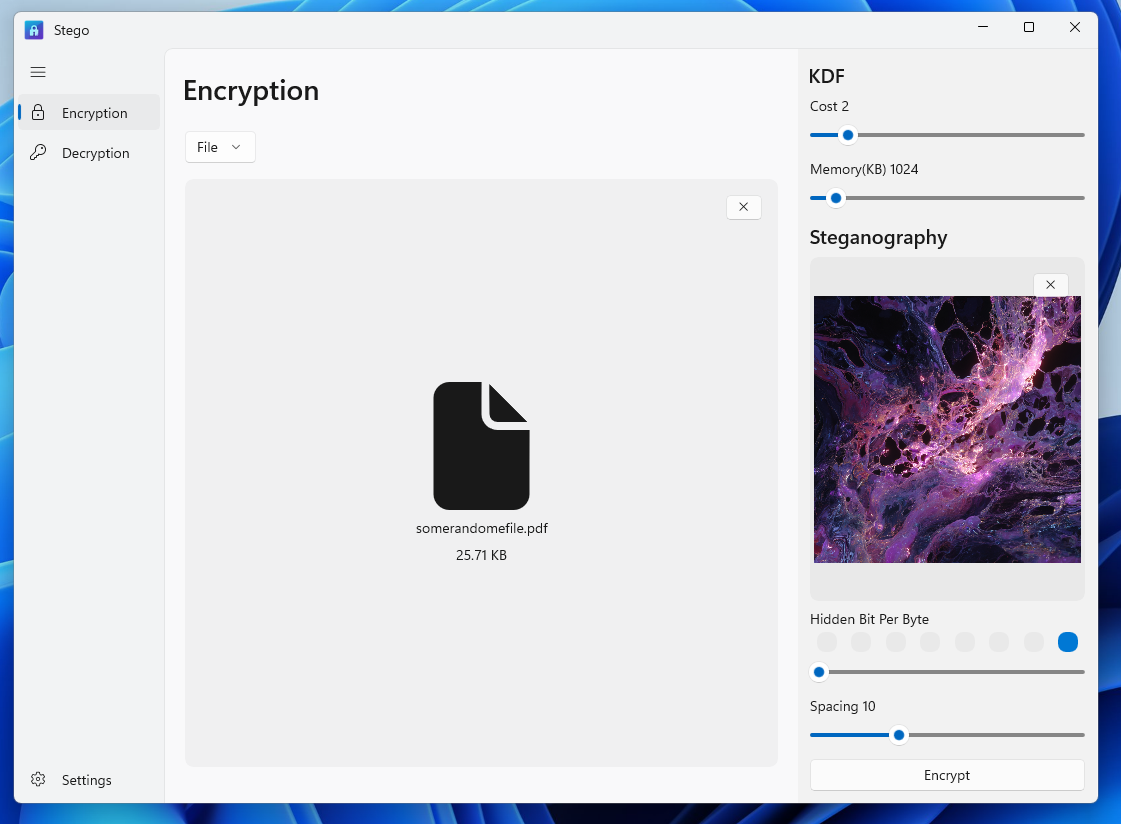 Stego
Encryption
Decryption
Settings
Encryption
File
somerandomefile.pdf
25.71 KB
KDF
Cost 2
Memory(KB) 1024
Steganography
Hidden Bit Per Byte
Spacing 10
Encrypt